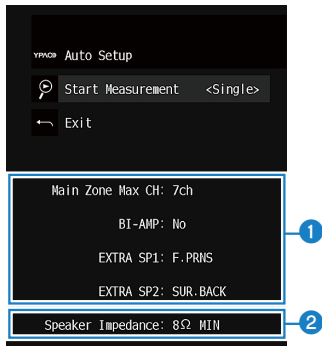 YPAO Auto Setup
Start Measurement <Single>
Exit
Main Zone Max CH: 7ch
BI-AMP: No
EXTRA SP1: F.PRNS
EXTRA SP2: SUR.BACK
1
Speaker Impedance: 8Ω MIN
2